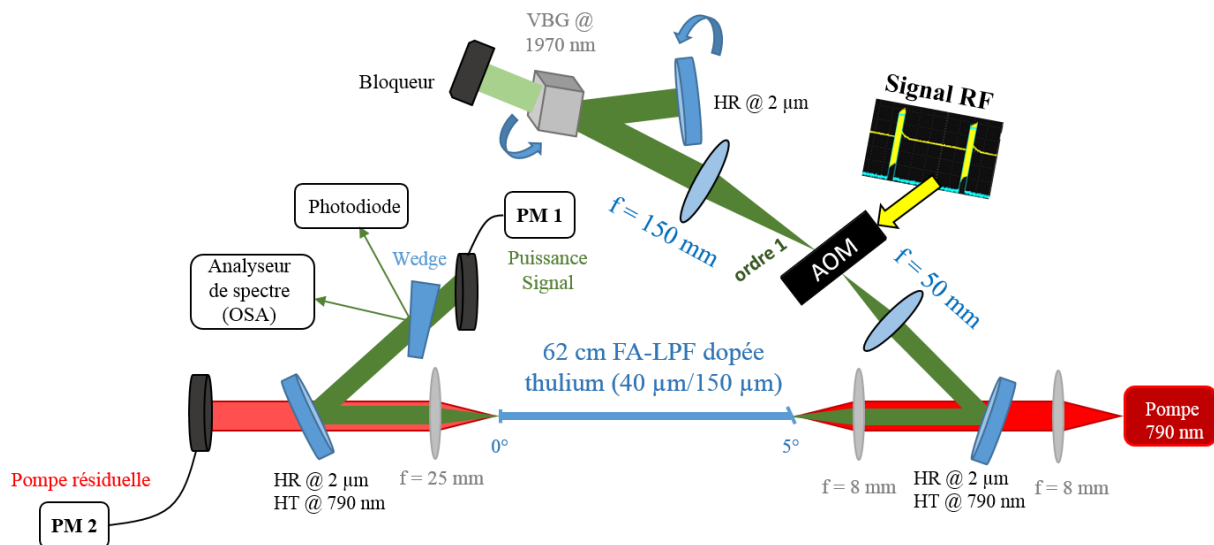 VBG @
1970 nm
Bloqueur
HR @ 2 µm
Signal RF
Photodiode
PM 1
Wedge
Puissance
Signal
Analyseur
de spectre
(OSA)
f = 150 mm
ordre 1
AOM
f = 50 mm
62 cm FA-LPF dopée
thulium (40 µm/150 µm)
0°
5°
Pompe
790 nm
Pompe résiduelle
PM 2
HR @ 2 µm
HT @ 790 nm
f = 25 mm
f = 8 mm
HR @ 2 µm
HT @ 790 nm
f = 8 mm